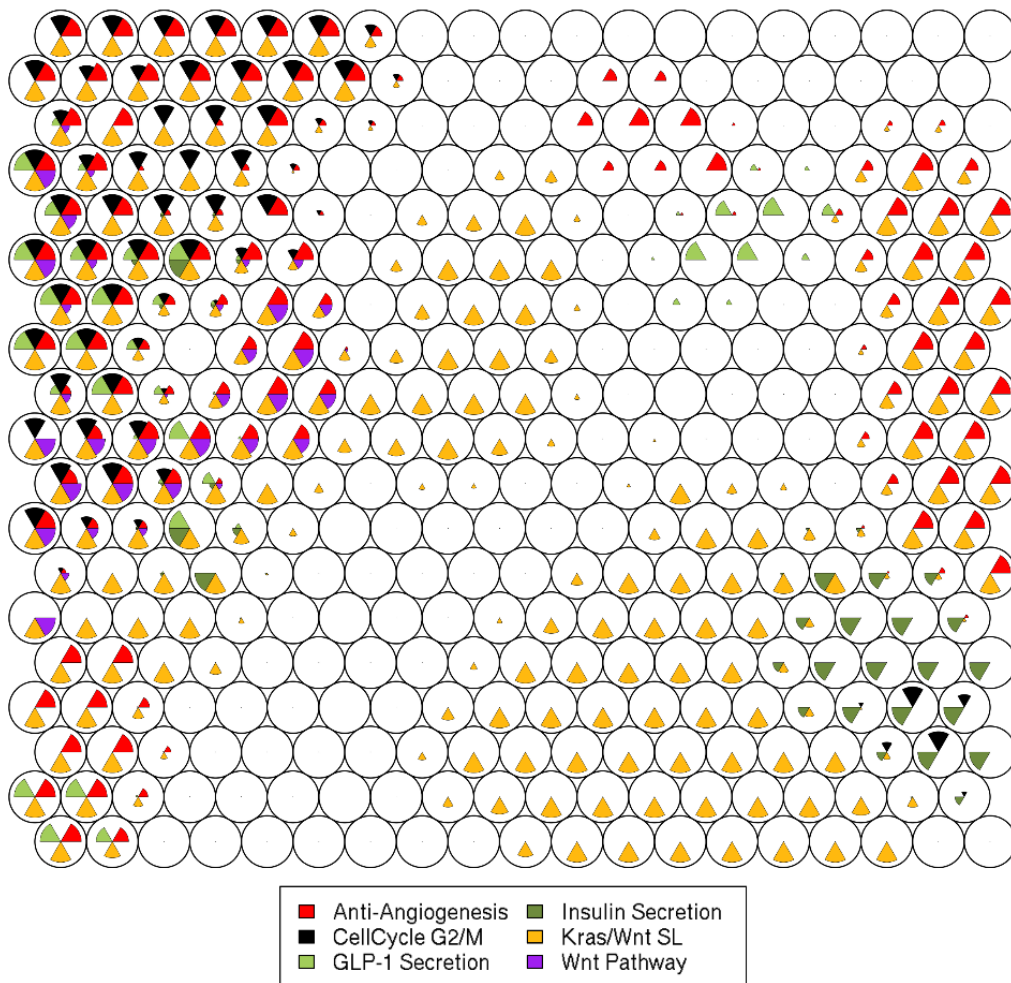 Anti-Angiogenesis
CellCycle G2/M
GLP-1 Secretion
Insulin Secretion
Kras/Wnt SL
Wnt Pathway